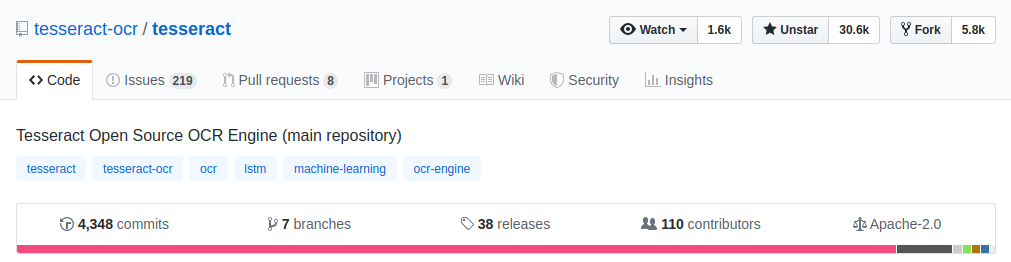 tesseract-ocr / tesseract Watch 1.6k Unstar 30.6k Fork 5.8k
Code Issues 219 Pull requests 8 Projects 1 Wiki Security Insights
Tesseract Open Source OCR Engine (main repository)
tesseract tesseract-ocr ocr lstm machine-learning ocr-engine
4,348 commits 7 branches 38 releases 110 contributors Apache-2.0